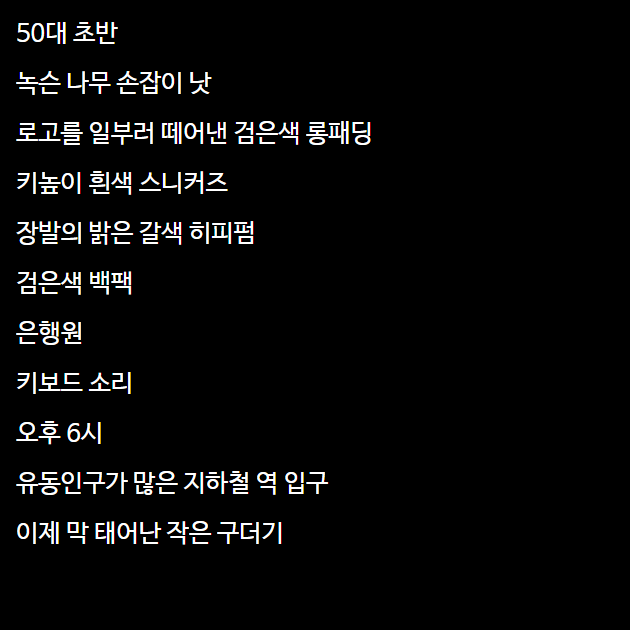 50대 초반
녹슨 나무 손잡이 낫
로고를 일부러 떼어낸 검은색 롱패딩
키높이 흰색 스니커즈
장발의 밝은 갈색 히피펌
검은색 백팩
은행원
키보드 소리
오후 6시
유동인구가 많은 지하철 역 입구
이제 막 태어난 작은 구더기